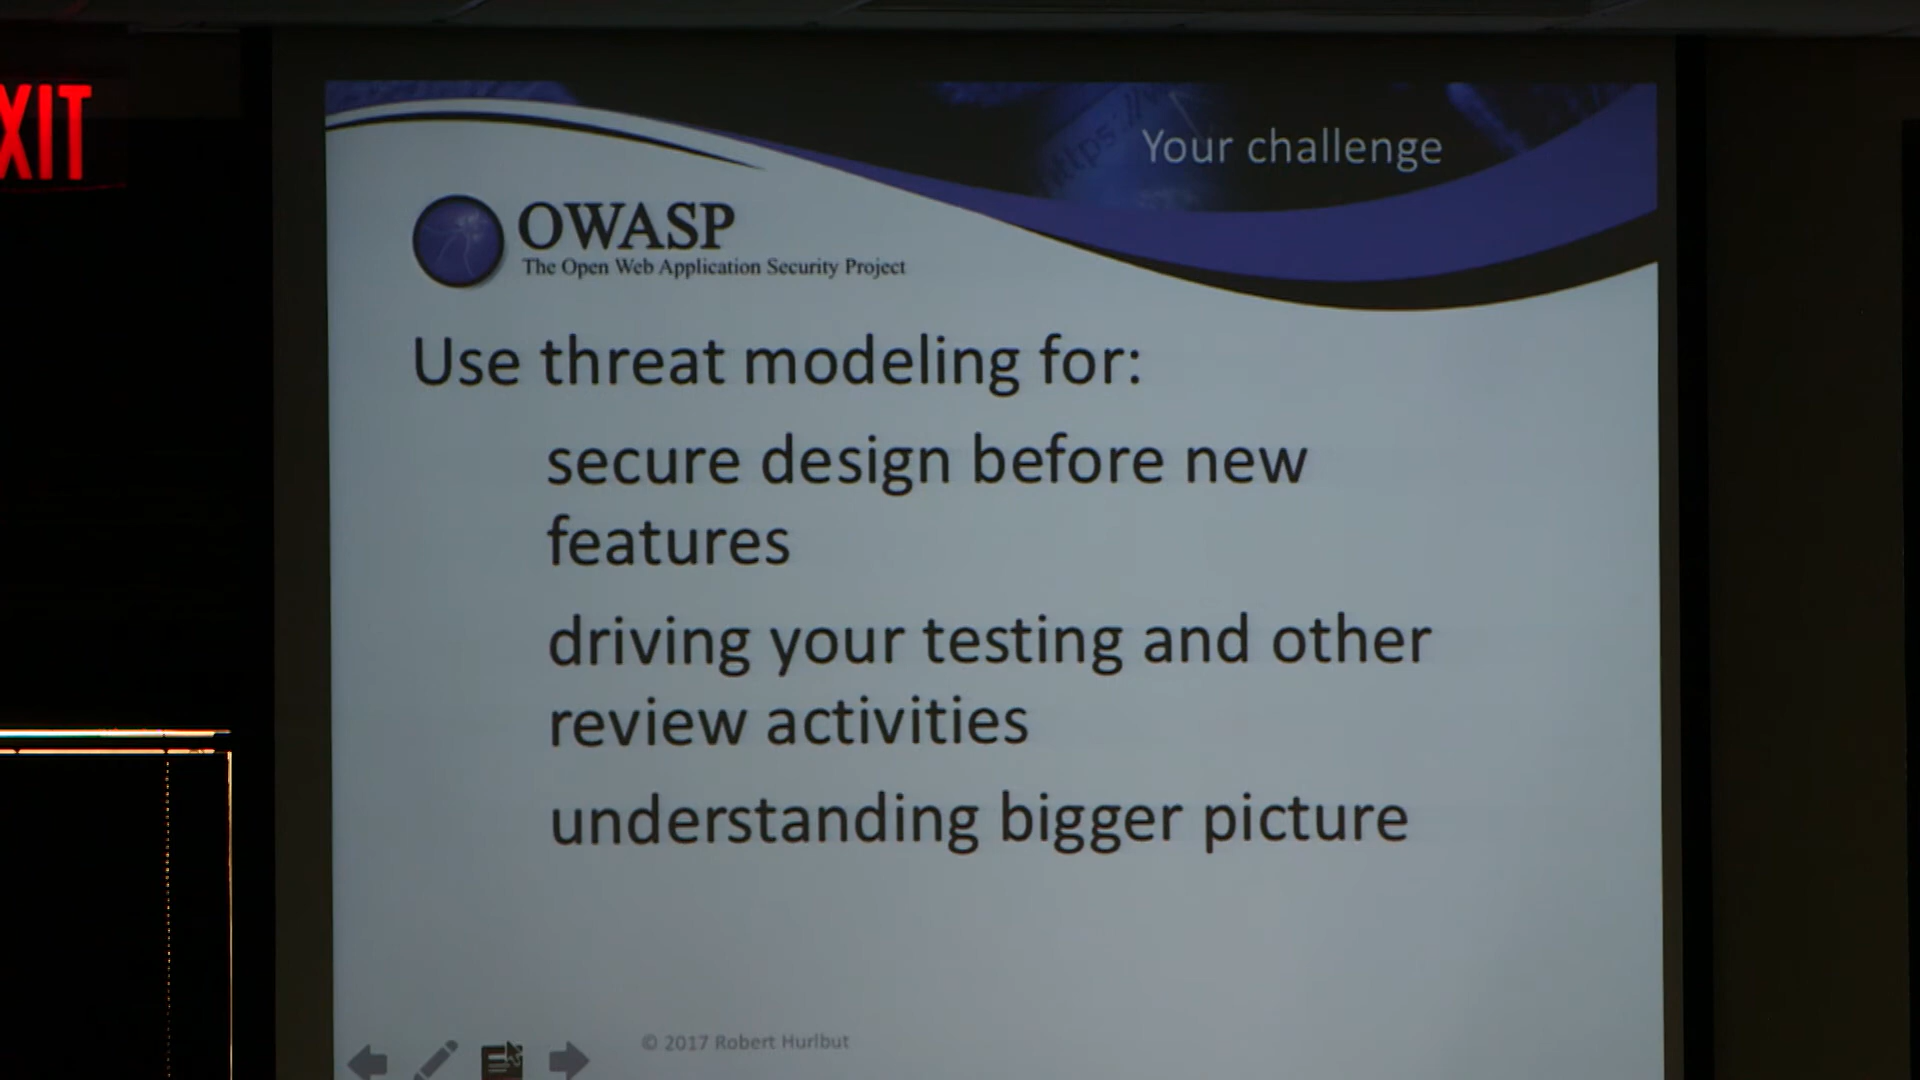 XIT
Your challenge
OWASP
The Open Web Application Security Project
Use threat modeling for:
secure design before new
features
driving your testing and other
review activities
understanding bigger picture
© 2017 Robert Hurlbut